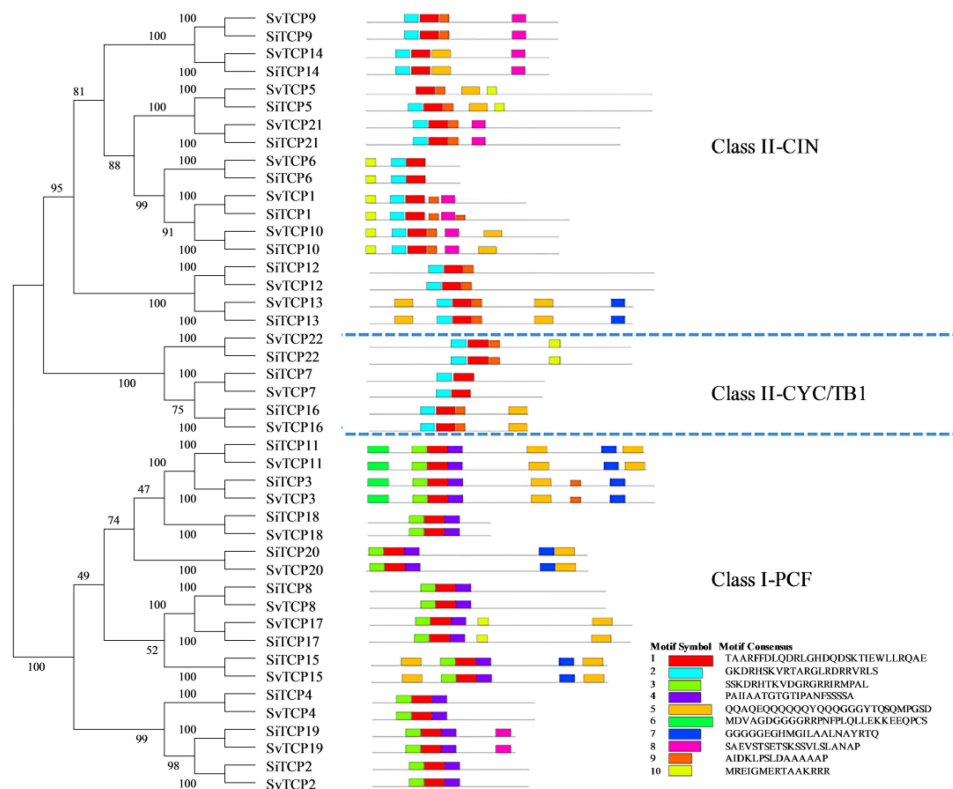 100
SvTCP9
SiTCP9
100
SvTCP14
100
SiTCP14
81
100
SvTCP5
SiTCP5
100
SvTCP21
SiTCP21
Class II-CIN
88
100
SvTCP6
SiTCP6
95
99
100
SvTCP1
SiTCP1
91
SvTCP10
100
SiTCP10
100
SiTCP12
SvTCP12
100
SvTCP13
100
SiTCP13
100
SvTCP22
SiTCP22
100
100
SiTCP7
SvTCP7
Class II-CYC/TB1
75
SiTCP16
100
SvTCP16
100
SiTCP11
SvTCP11
100
47
SiTCP3
100
SvTCP3
74
SiTCP18
100
SvTCP18
SiTCP20
100
SvTCP20
49
100
SiTCP8
SvTCP8
Class I-PCF
100
SvTCP17
100
SiTCP17
52
SiTCP15
100
SvTCP15
100
100
SiTCP4
SvTCP4
99
100
SiTCP19
SvTCP19
98
SiTCP2
100
SvTCP2
Motif Symbol Motif Consensus
1 TAARFFDLQDRLGHDQDSKTIEWLLRQAE
2 GKDRHSKVRTARGLRDRRVRLS
3 SSKDRHTKVDGRGRRIRMPAL
4 PAIIAATGTGTIPANFSSSSA
5 QQAQEQQQQQQYQQQGGGYTQSQMPGSD
6 MDVAGDGGGGRRPNFPLQLLEKKEEQPCS
7 GGGGGEGHMGILAALNAYRTQ
8 SAEVSTSETSKSSVLSLANAP
9 AIDKLPSLDAAAAAP
10 MREIGMERTAAKRRR